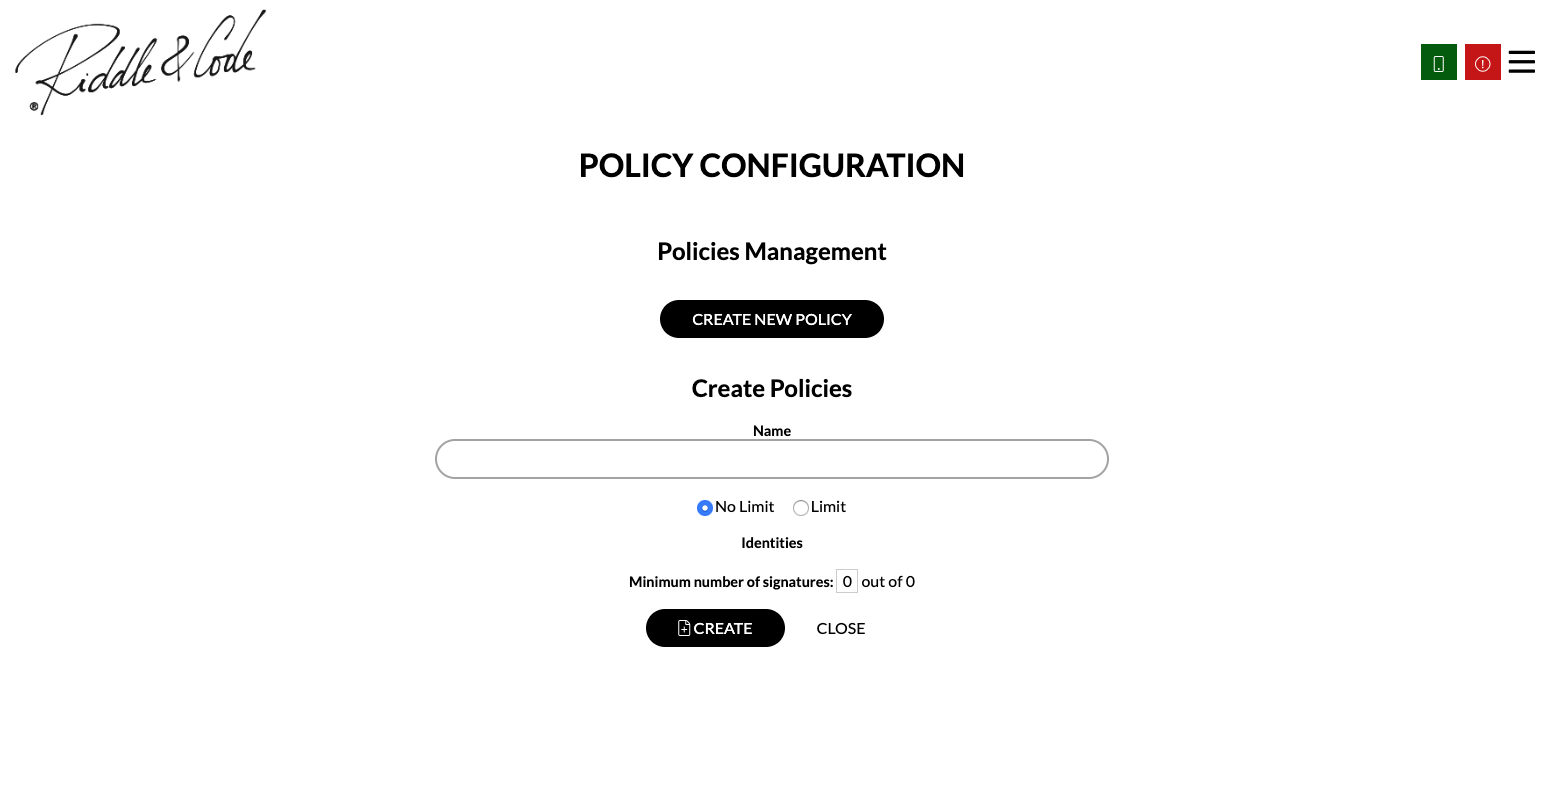 Riddle & Code
®
POLICY CONFIGURATION
Policies Management
CREATE NEW POLICY
Create Policies
Name
No Limit Limit
Identities
Minimum number of signatures: 0 out of 0
CREATE CLOSE